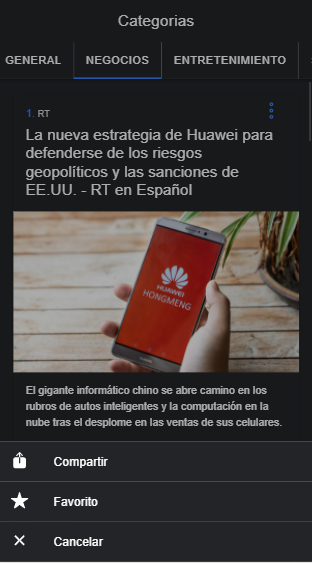 Categorias
GENERAL NEGOCIOS ENTRETENIMIENTO
1. RT
La nueva estrategia de Huawei para
defenderse de los riesgos
geopolíticos y las sanciones de
EE.UU. - RT en Español
HUAWEI
HONGMENG
El gigante informático chino se abre camino en los
rubros de autos inteligentes y la computación en la
nube tras el desplome en las ventas de sus celulares.
Compartir
Favorito
Cancelar